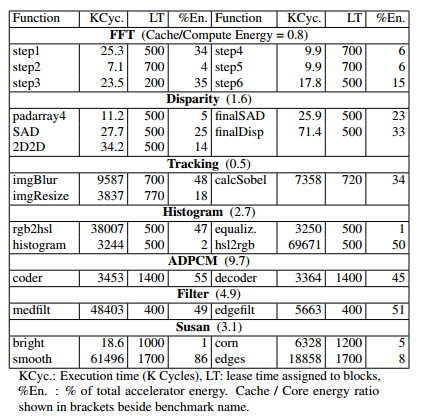 Function KCyc. LT %En. Function KCyc. LT %En.
FFT (Cache/Compute Energy = 0.8)
step1 25.3 500 34 step4 9.9 700 6
step2 7.1 700 4 step5 9.9 700 6
step3 23.5 200 35 step6 17.8 500 15
Disparity (1.6)
padarray4 11.2 500 5 finalSAD 25.9 500 23
SAD 27.7 500 25 finalDisp 71.4 500 33
2D2D 34.2 500 14
Tracking (0.5)
imgBlur 9587 700 48 calcSobel 7358 720 34
imgResize 3837 770 18
Histogram (2.7)
rgb2hsl 38007 500 47 equaliz. 3250 500 1
histogram 3244 500 2 hsl2rgb 69671 500 50
ADPCM (9.7)
coder 3453 1400 55 decoder 3364 1400 45
Filter (4.9)
medfilt 48403 400 49 edgefilt 5663 400 51
Susan (3.1)
bright 18.6 1000 1 corn 6328 1200 5
smooth 61496 1700 86 edges 18858 1700 8
KCyc.: Execution time (K Cycles), LT: lease time assigned to blocks,
%En. : % of total accelerator energy. Cache / Core energy ratio
shown in brackets beside benchmark name.